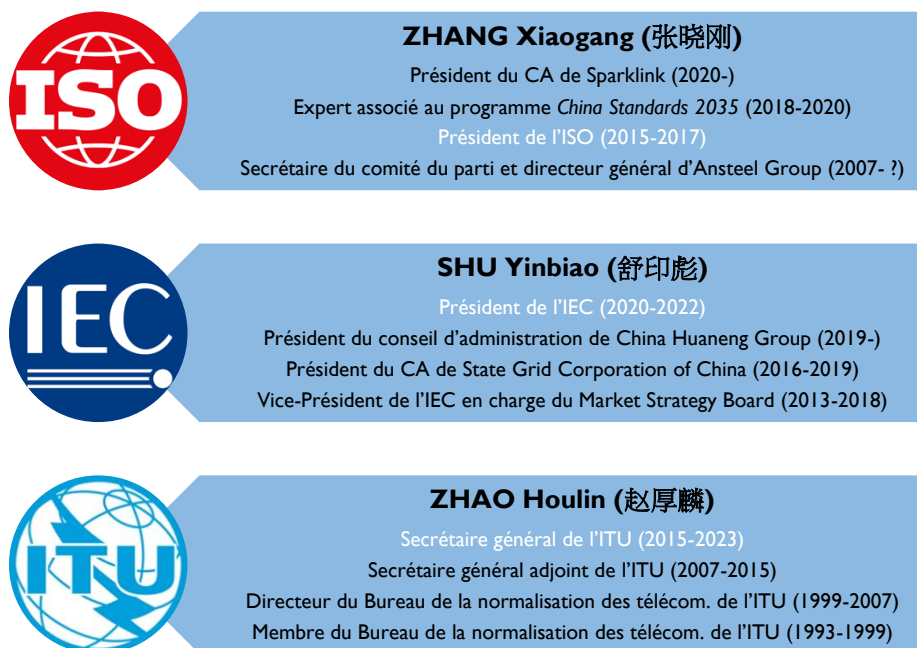 ISO
ZHANG Xiaogang (张晓刚)
Président du CA de Sparklink (2020-)
Expert associé au programme China Standards 2035 (2018-2020)
Président de l'ISO (2015-2017)
Secrétaire du comité du parti et directeur général d'Ansteel Group (2007- ?)
IEC
SHU Yinbiao (舒印彪)
Président de l'IEC (2020-2022)
Président du conseil d'administration de China Huaneng Group (2019-)
Président du CA de State Grid Corporation of China (2016-2019)
Vice-Président de l'IEC en charge du Market Strategy Board (2013-2018)
ITU
ZHAO Houlin (赵厚麟)
Secrétaire général de l'ITU (2015-2023)
Secrétaire général adjoint de l'ITU (2007-2015)
Directeur du Bureau de la normalisation des télécom. de l'ITU (1999-2007)
Membre du Bureau de la normalisation des télécom. de l'ITU (1993-1999)